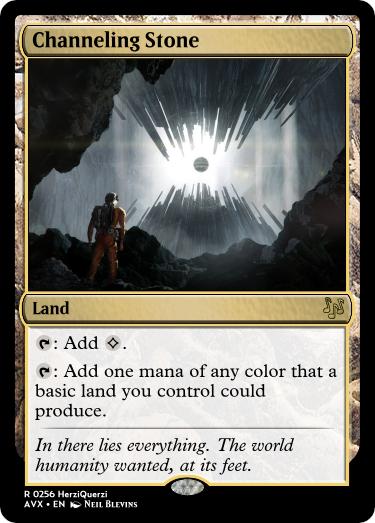 Channeling Stone
Land
: Add .
: Add one mana of any color that a
basic land you control could
produce.
In there lies everything. The world
humanity wanted, at its feet.
R 0256 HerziQuerzi
AVX • EN Neil Blevins